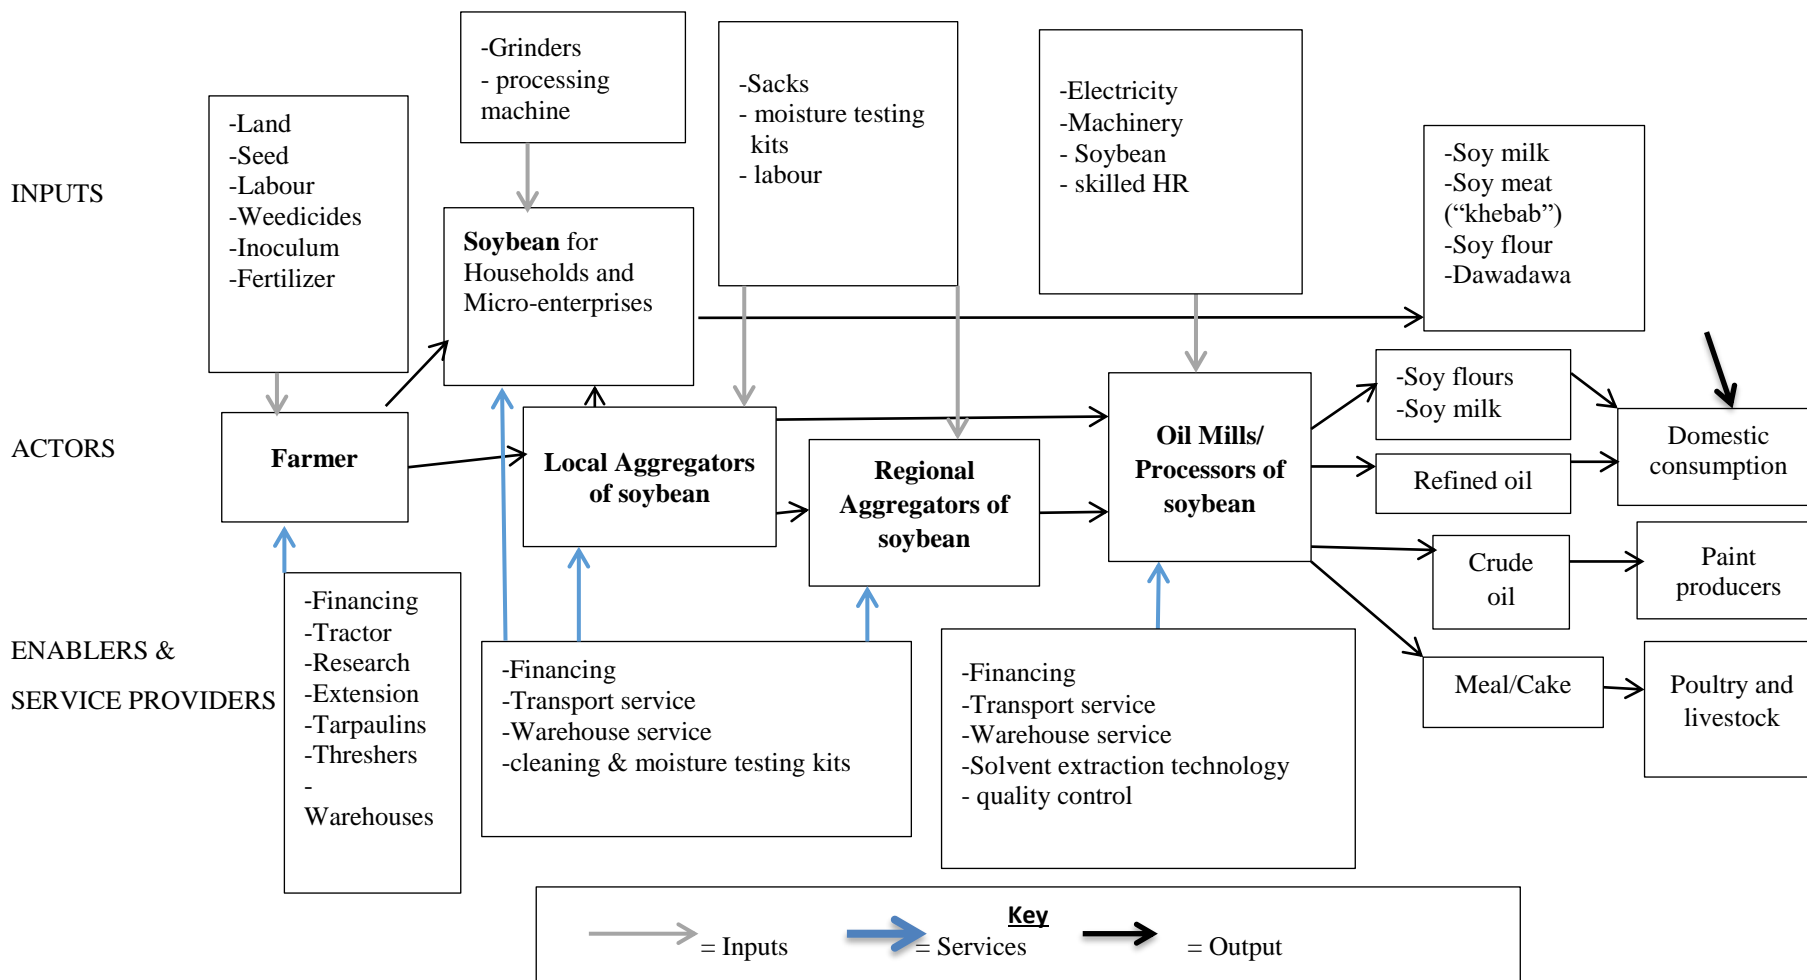 INPUTS
-Land
-Seed
-Labour
-Weedicides
-Inoculum
-Fertilizer
-Grinders
- processing
machine
-Sacks
- moisture testing
kits
- labour
-Electricity
-Machinery
- Soybean
- skilled HR
-Soy milk
-Soy meat
(“khebab”)
-Soy flour
-Dawadawa
Soybean for
Households and
Micro-enterprises
ACTORS
Farmer
Local Aggregators
of soybean
Regional
Aggregators of
soybean
Oil Mills/
Processors of
soybean
-Soy flours
-Soy milk
Refined oil
Domestic
consumption
Crude
oil
Paint
producers
Meal/Cake
Poultry and
livestock
ENABLERS &
SERVICE PROVIDERS
-Financing
-Tractor
-Research
-Extension
-Tarpaulins
-Threshers
-
Warehouses
-Financing
-Transport service
-Warehouse service
-cleaning & moisture testing kits
-Financing
-Transport service
-Warehouse service
-Solvent extraction technology
- quality control
Key
= Inputs
= Services
= Output